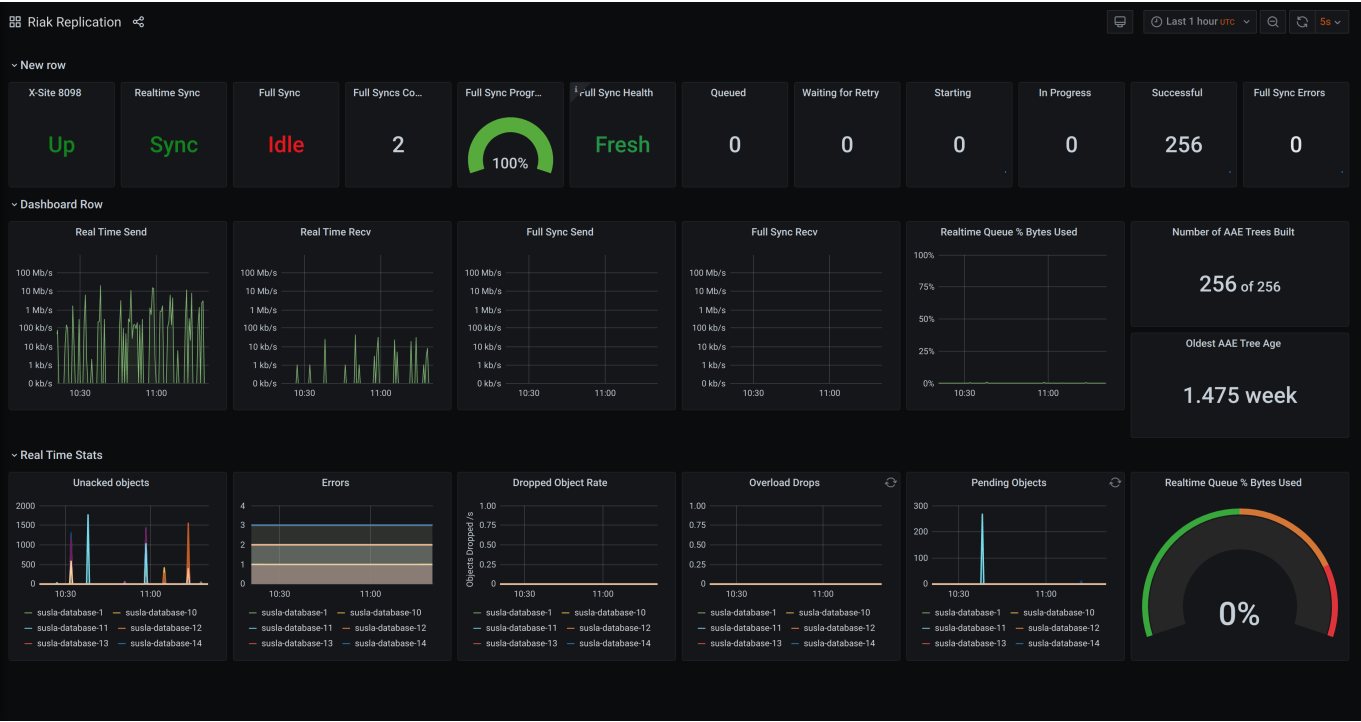 Riak Replication
Last 1 hour UTC
5s
New row
X-Site 8098
Up
Realtime Sync
Sync
Full Sync
Idle
Full Syncs Co...
2
Full Sync Progr...
100%
i
Full Sync Health
Fresh
Queued
0
Waiting for Retry
0
Starting
0
In Progress
0
Successful
256
Full Sync Errors
0
Dashboard Row
Real Time Send
100 Mb/s
10 Mb/s
1 Mb/s
100 kb/s
10 kb/s
1 kb/s
0 kb/s
10:30 11:00
Real Time Recv
100 Mb/s
10 Mb/s
1 Mb/s
100 kb/s
10 kb/s
1 kb/s
0 kb/s
10:30 11:00
Full Sync Send
100 Mb/s
10 Mb/s
1 Mb/s
100 kb/s
10 kb/s
1 kb/s
0 kb/s
10:30 11:00
Full Sync Recv
100 Mb/s
10 Mb/s
1 Mb/s
100 kb/s
10 kb/s
1 kb/s
0 kb/s
10:30 11:00
Realtime Queue % Bytes Used
100%
75%
50%
25%
0%
10:30 11:00
Number of AAE Trees Built
256 of 256
Oldest AAE Tree Age
1.475 week
Real Time Stats
Unacked objects
2000
1500
1000
500
0
10:30 11:00
susla-database-1 susla-database-10
susla-database-11 susla-database-12
susla-database-13 susla-database-14
Errors
4
3
2
1
0
10:30 11:00
susla-database-1 susla-database-10
susla-database-11 susla-database-12
susla-database-13 susla-database-14
Dropped Object Rate
Objects Dropped /s
1.00
0.75
0.50
0.25
0
10:30 11:00
susla-database-1 susla-database-10
susla-database-11 susla-database-12
susla-database-13 susla-database-14
Overload Drops
1.00
0.75
0.50
0.25
0
10:30 11:00
susla-database-1 susla-database-10
susla-database-11 susla-database-12
susla-database-13 susla-database-14
Pending Objects
300
200
100
0
10:30 11:00
susla-database-1 susla-database-10
susla-database-11 susla-database-12
susla-database-13 susla-database-14
Realtime Queue % Bytes Used
0%